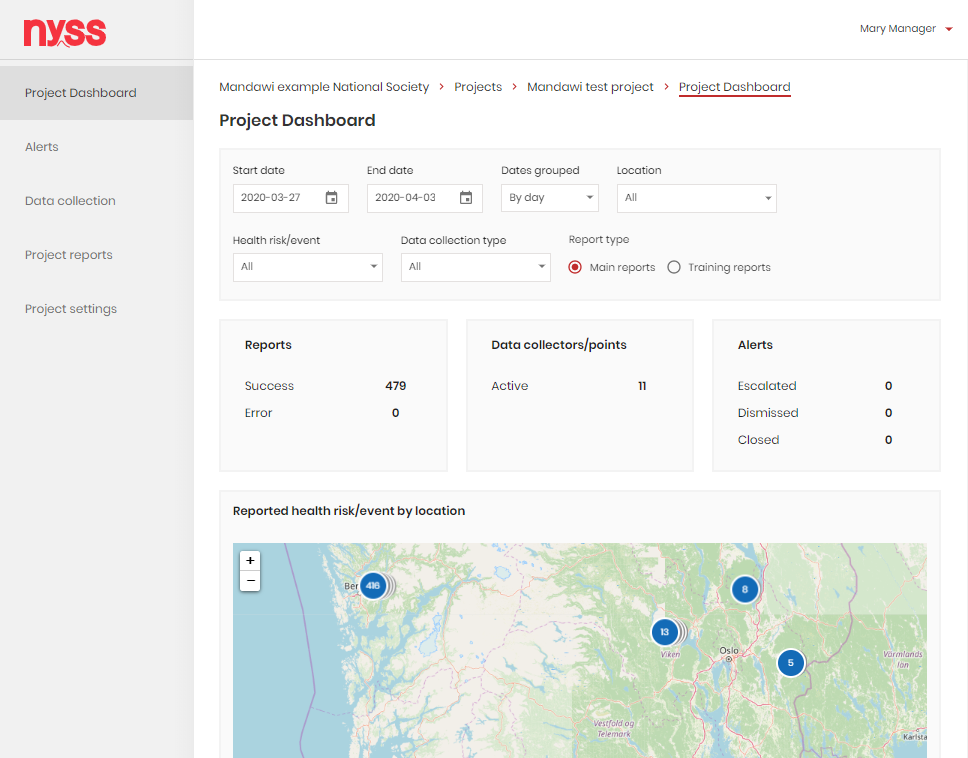 nyss
Mary Manager
Project Dashboard
Alerts
Data collection
Project reports
Project settings
Mandawi example National Society > Projects > Mandawi test project > Project Dashboard
Project Dashboard
Start date End date Dates grouped Location
2020-03-27 2020-04-03 By day All
Health risk/event Data collection type Report type
All All Main reports Training reports
Reports
Success 479
Error 0
Data collectors/points
Active 11
Alerts
Escalated 0
Dismissed 0
Closed 0
Reported health risk/event by location
+
−
Ber 416
8
13
Viken
Oslo
5
Värmlands
län
Vestfold og
Telemark
Karlsta